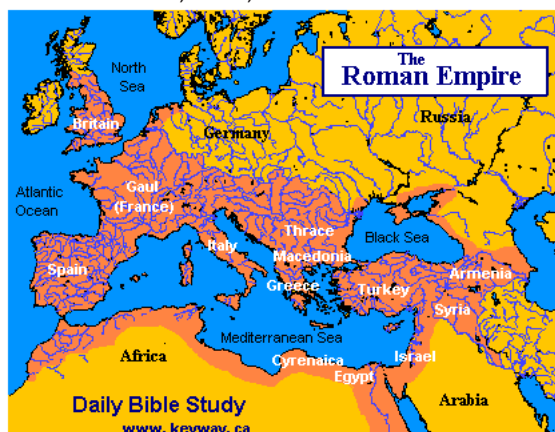 The
Roman Empire
North
Sea
Britain
Germany
Russia
Atlantic
Ocean
Gaul
(France)
Italy
Thrace
Black Sea
Macedonia
Spain
Greece
Turkey
Armenia
Syria
Mediterranean Sea
Africa
Cyrenaica
Israel
Egypt
Arabia
Daily Bible Study
www. keyway. ca